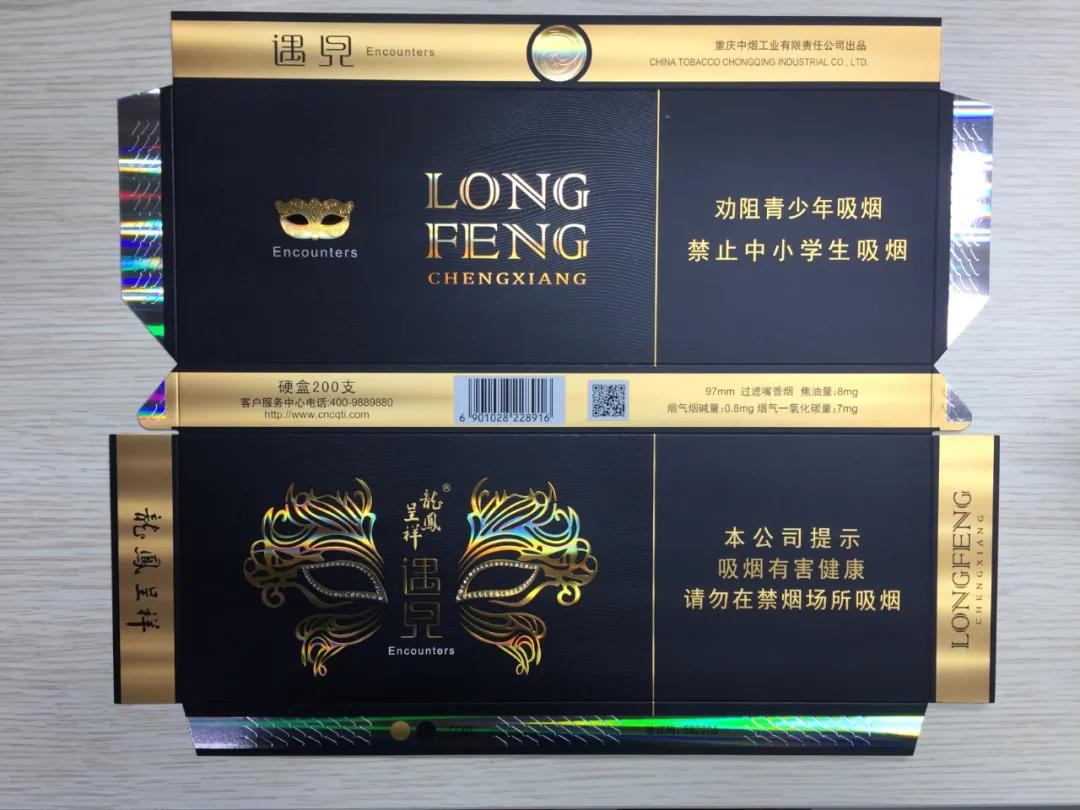 遇見 Encounters
重庆中烟工业有限责任公司出品
CHINA TOBACCO CHONGQING INDUSTRIAL CO., LTD.
Encounters
LONG
FENG
CHENGXIANG
劝阻青少年吸烟
禁止中小学生吸烟
硬盒200支
客户服务中心电话:400-9889880
http://www.cncqti.com
6 901028 228916
97mm 过滤嘴香烟 焦油量:8mg
烟气烟碱量:0.8mg 烟气一氧化碳量:7mg
龍鳳呈祥
龍鳳®
呈祥
遇見
Encounters
本公司提示
吸烟有害健康
请勿在禁烟场所吸烟
LONGFENG
CHENGXIANG